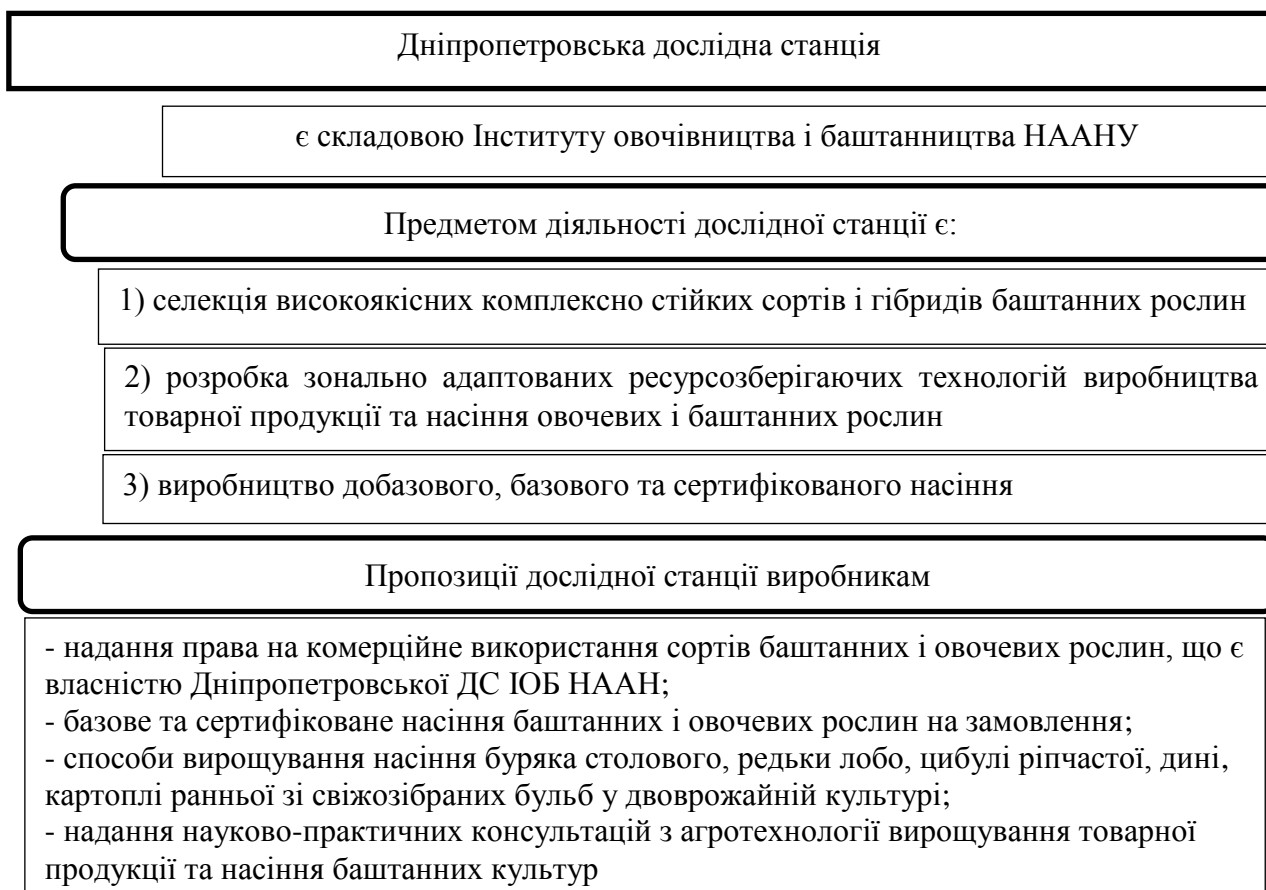 Дніпропетровська дослідна станція
є складовою Інституту овочівництва і баштанництва НААНУ
Предметом діяльності дослідної станції є:
1) селекція високоякісних комплексно стійких сортів і гібридів баштанних рослин
2) розробка зонально адаптованих ресурсозберігаючих технологій виробництва
товарної продукції та насіння овочевих і баштанних рослин
3) виробництво добазового, базового та сертифікованого насіння
Пропозиції дослідної станції виробникам
- надання права на комерційне використання сортів баштанних і овочевих рослин, що є
власністю Дніпропетровської ДС ІОБ НААН;
- базове та сертифіковане насіння баштанних і овочевих рослин на замовлення;
- способи вирощування насіння буряка столового, редьки лобо, цибулі ріпчастої, дині,
картоплі ранньої зі свіжозібраних бульб у двоврожайній культурі;
- надання науково-практичних консультацій з агротехнології вирощування товарної
продукції та насіння баштанних культур